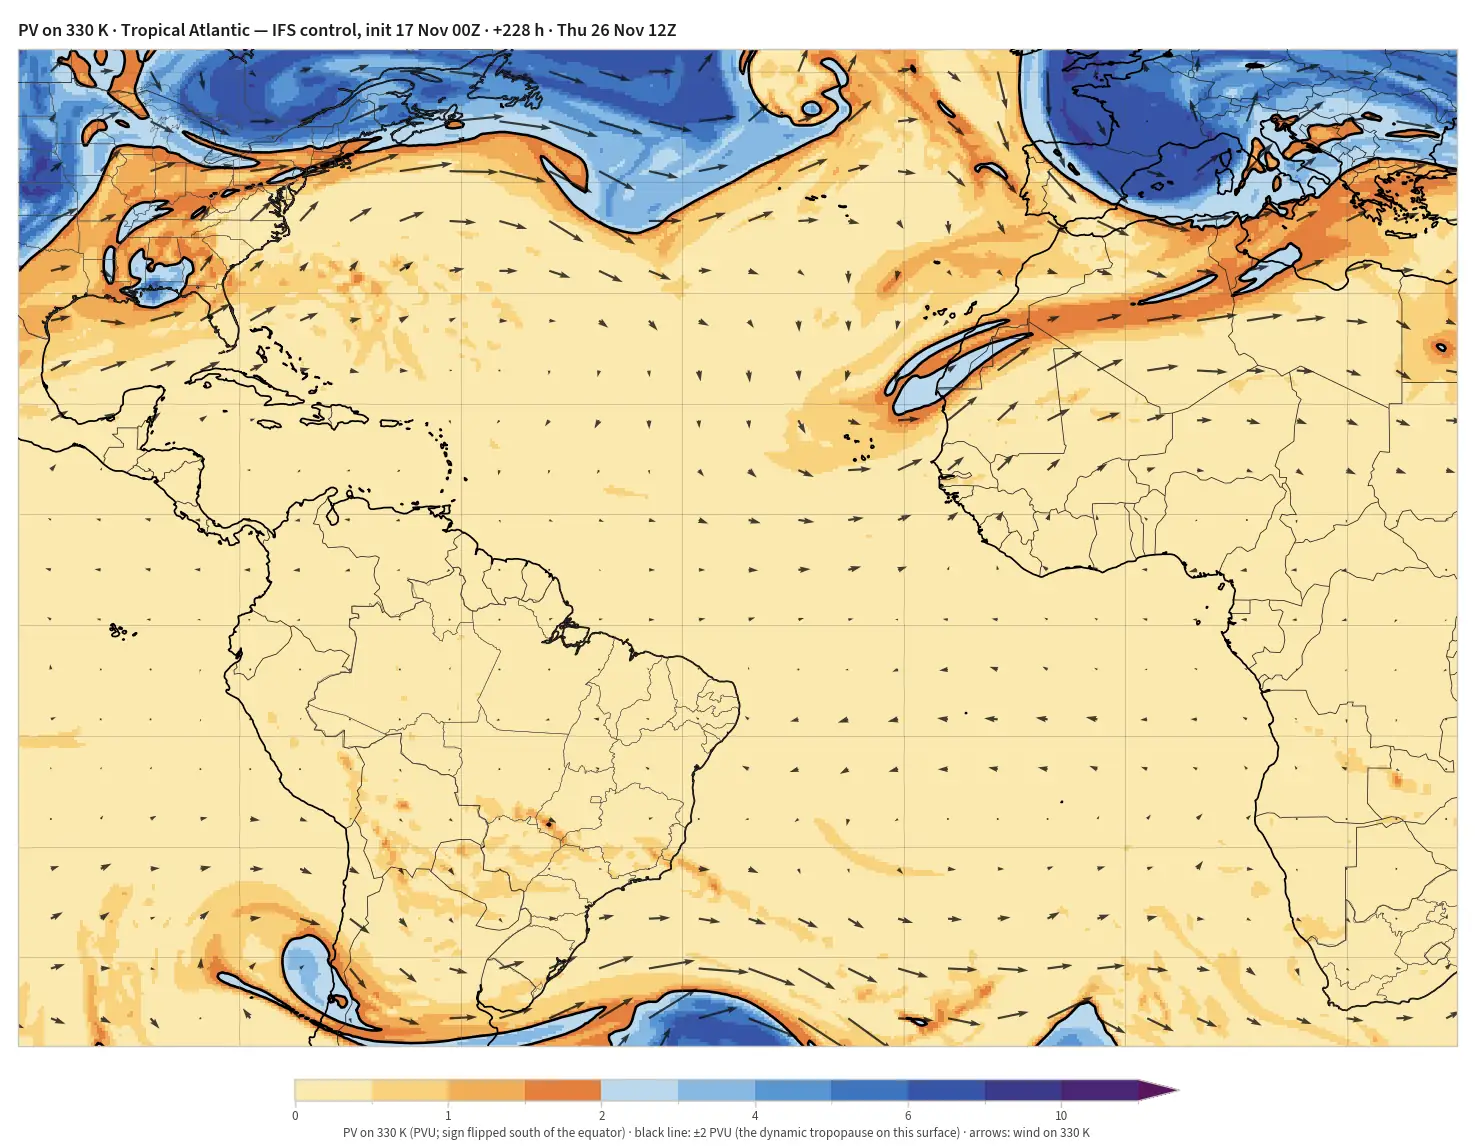 PV on 330 K · Tropical Atlantic — IFS control, init 17 Nov 00Z · +228 h · Thu 26 Nov 12Z
0 1 2 4 6 10
PV on 330 K (PVU; sign flipped south of the equator) · black line: ±2 PVU (the dynamic tropopause on this surface) · arrows: wind on 330 K